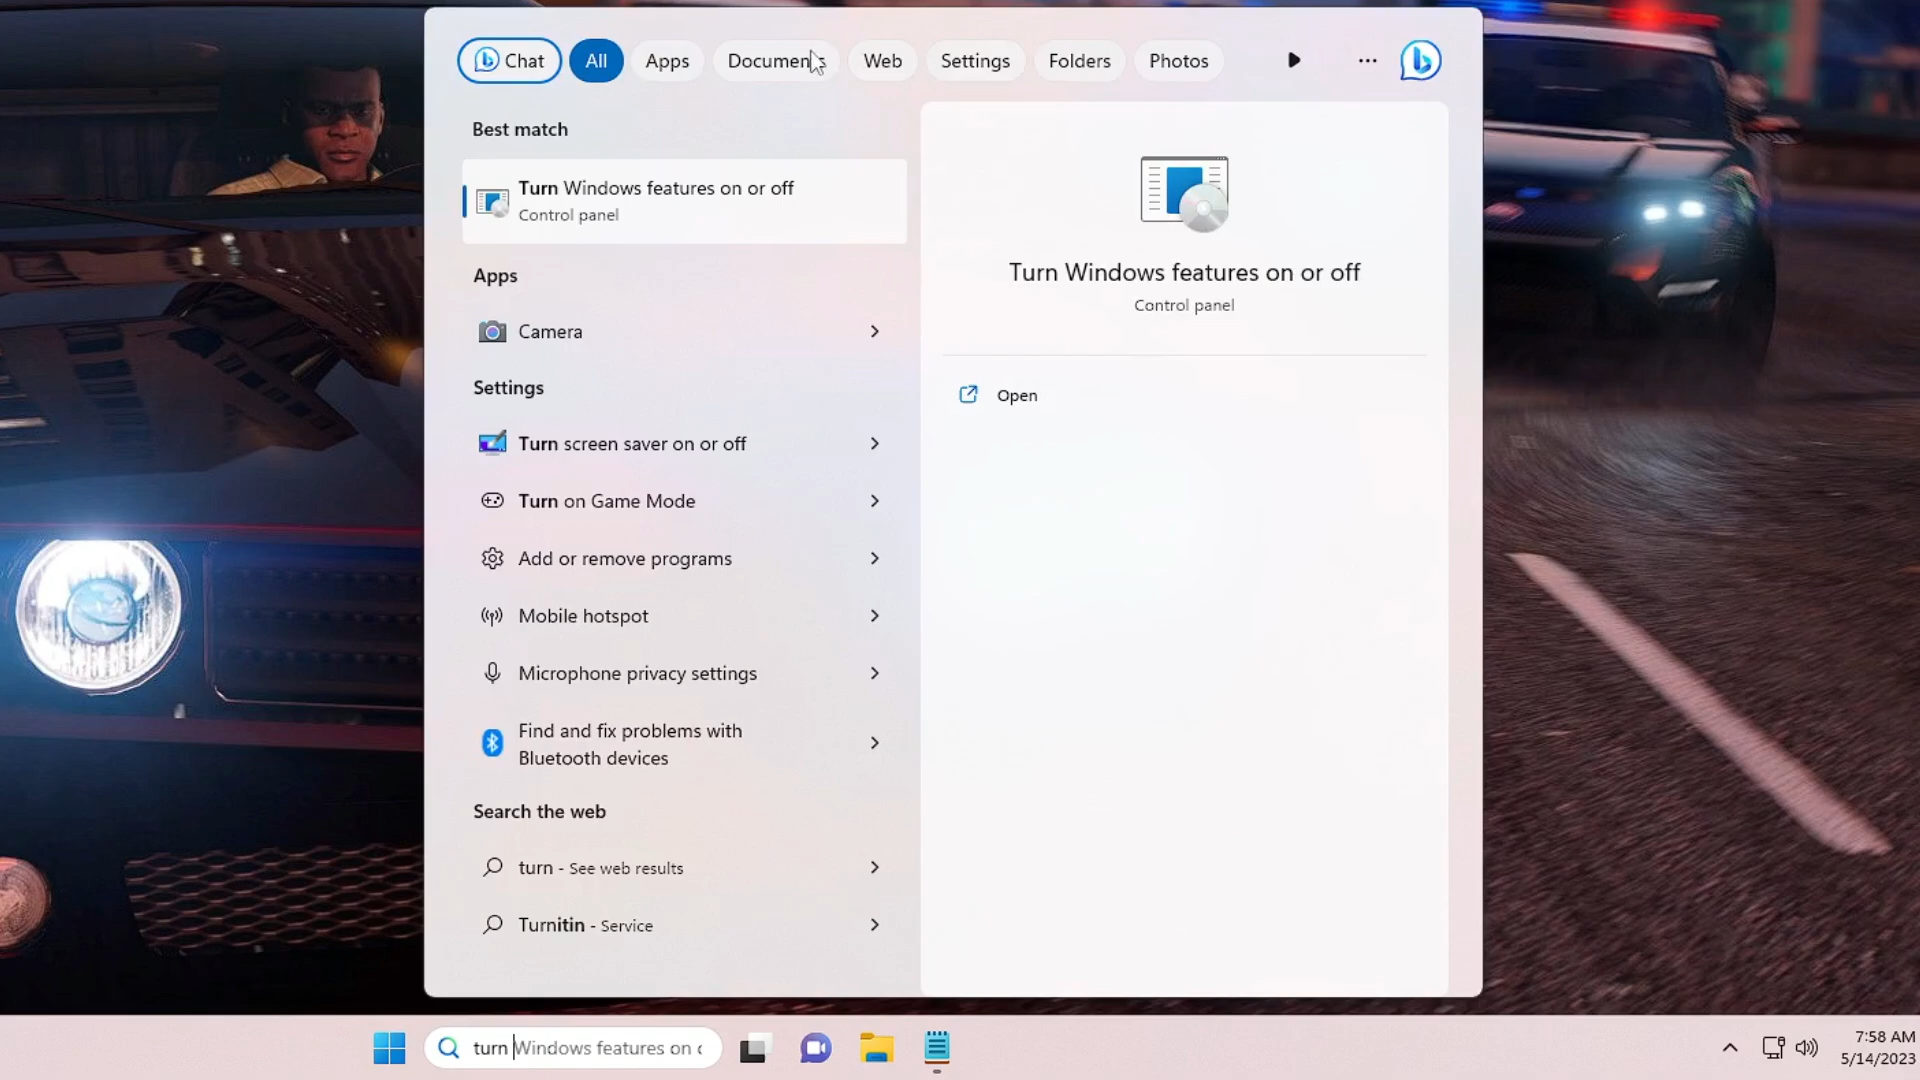 Chat All Apps Documents Web Settings Folders Photos
Best match
Turn Windows features on or off
Control panel
Apps
Camera
Settings
Turn screen saver on or off
Turn on Game Mode
Add or remove programs
Mobile hotspot
Microphone privacy settings
Find and fix problems with
Bluetooth devices
Search the web
turn - See web results
Turnitin - Service
Turn Windows features on or off
Control panel
Open
turn Windows features on
7:58 AM
5/14/2023